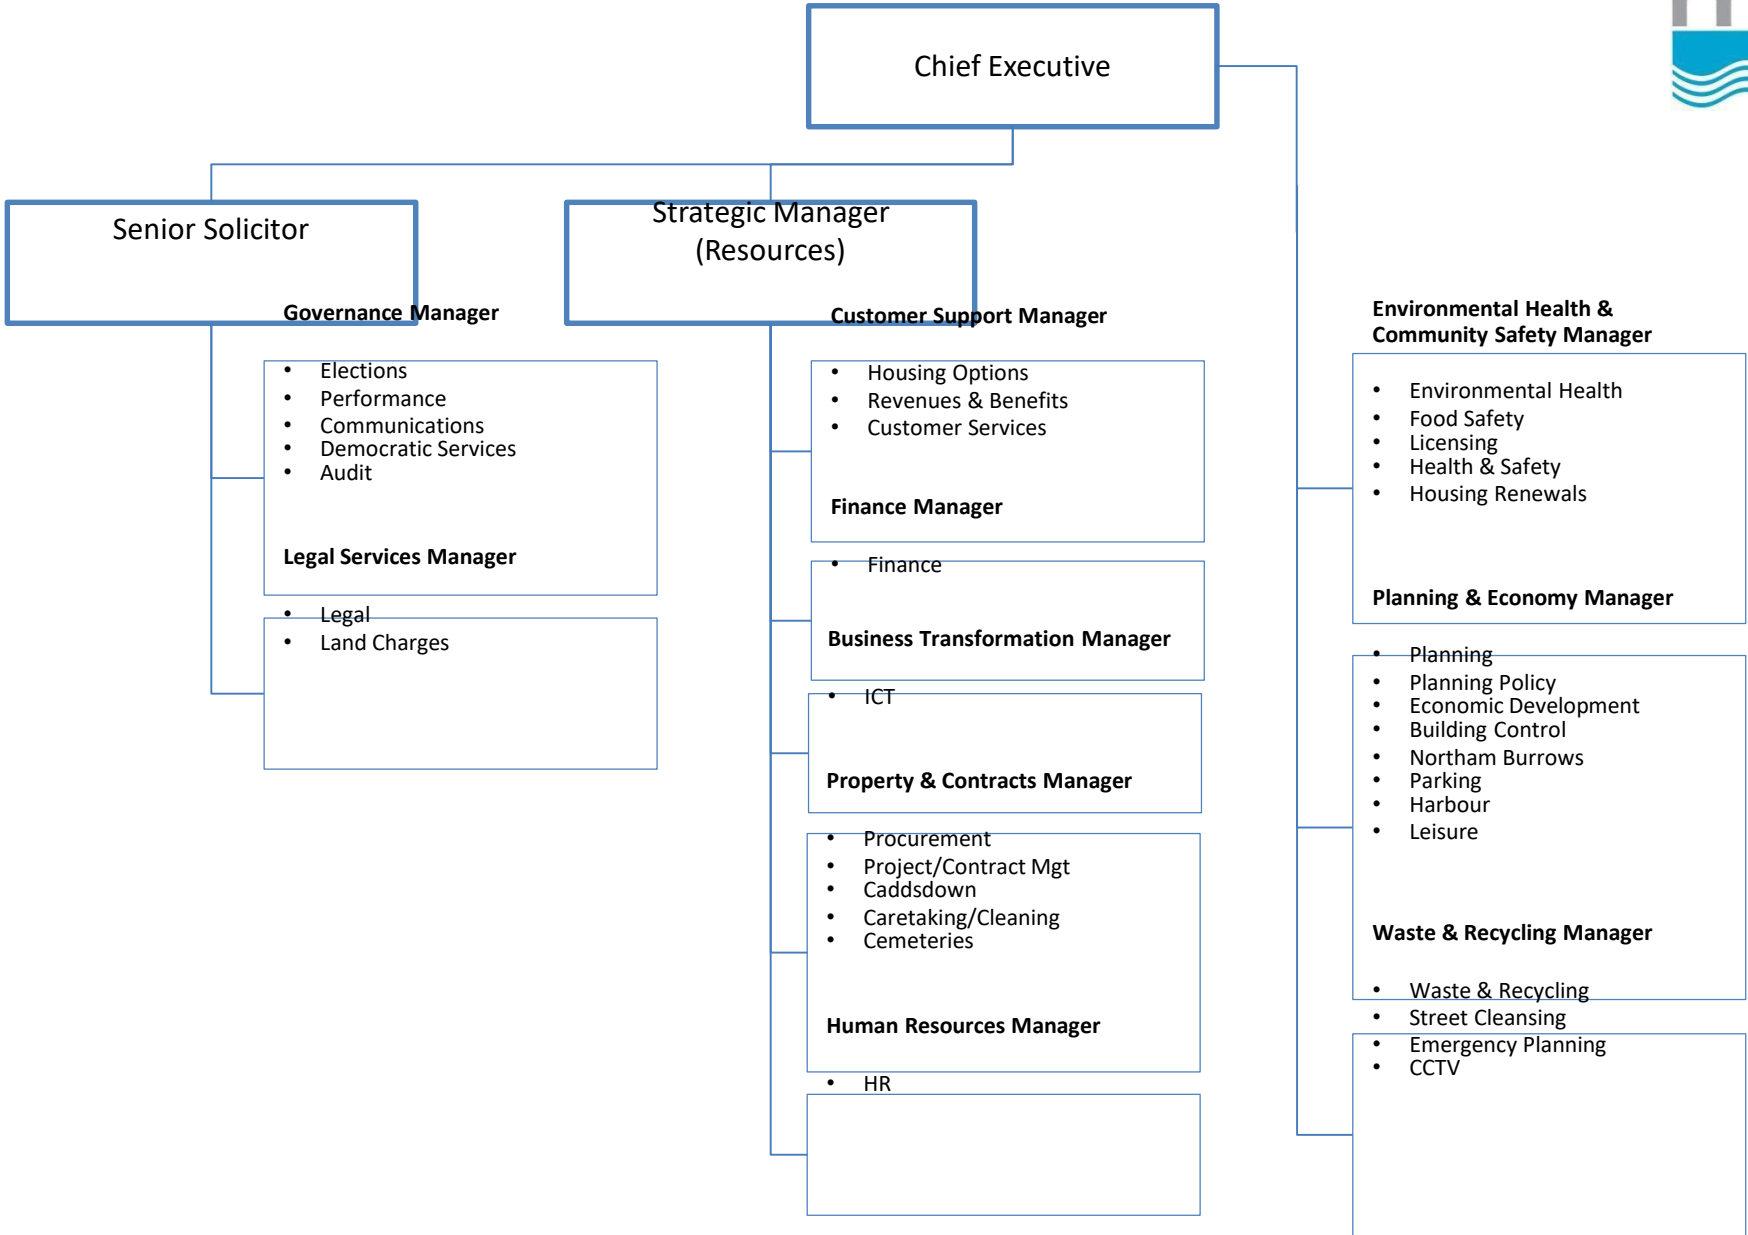 Chief Executive
Senior Solicitor
Governance Manager
• Elections
• Performance
• Communications
• Democratic Services
• Audit
Legal Services Manager
• Legal
• Land Charges
Strategic Manager
(Resources)
Customer Support Manager
• Housing Options
• Revenues & Benefits
• Customer Services
Finance Manager
• Finance
Business Transformation Manager
• ICT
Property & Contracts Manager
• Procurement
• Project/Contract Mgt
• Caddsdown
• Caretaking/Cleaning
• Cemeteries
Human Resources Manager
• HR
Environmental Health &
Community Safety Manager
• Environmental Health
• Food Safety
• Licensing
• Health & Safety
• Housing Renewals
Planning & Economy Manager
• Planning
• Planning Policy
• Economic Development
• Building Control
• Northam Burrows
• Parking
• Harbour
• Leisure
Waste & Recycling Manager
• Waste & Recycling
• Street Cleansing
• Emergency Planning
• CCTV